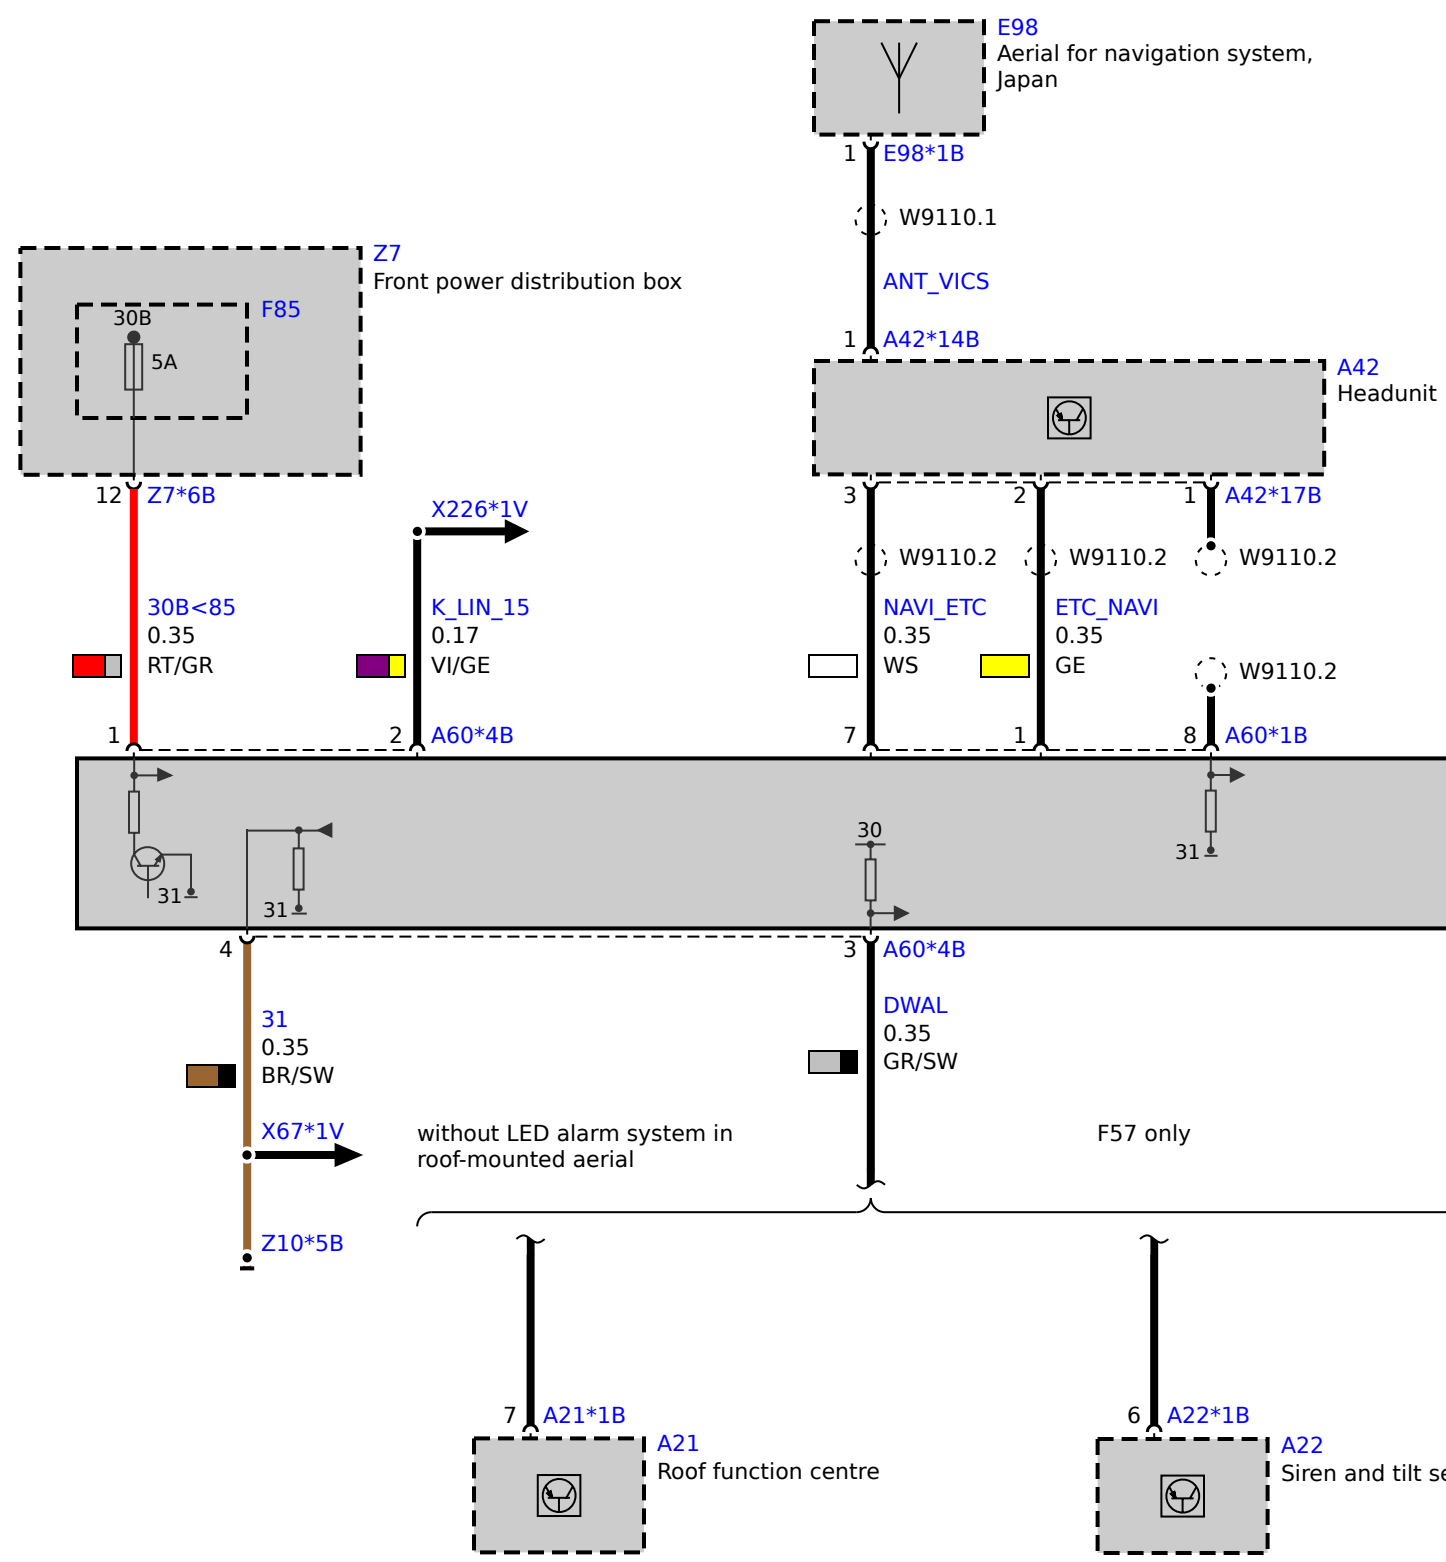 E98
Aerial for navigation system,
Japan
1 E98*1B
W9110.1
Z7
Front power distribution box
F85
30B
5A
ANT_VICS
1 A42*14B
A42
Headunit
12 Z7*6B
X226*1V
3
2
1 A42*17B
W9110.2
W9110.2
W9110.2
30B<85
0.35
RT/GR
K_LIN_15
0.17
VI/GE
NAVI_ETC
0.35
WS
ETC_NAVI
0.35
GE
W9110.2
1
2 A60*4B
7
1
8 A60*1B
30
31
31
31
4
3 A60*4B
31
0.35
BR/SW
DWAL
0.35
GR/SW
X67*1V
without LED alarm system in
roof-mounted aerial
F57 only
Z10*5B
7 A21*1B
A21
Roof function centre
6 A22*1B
A22
Siren and tilt se